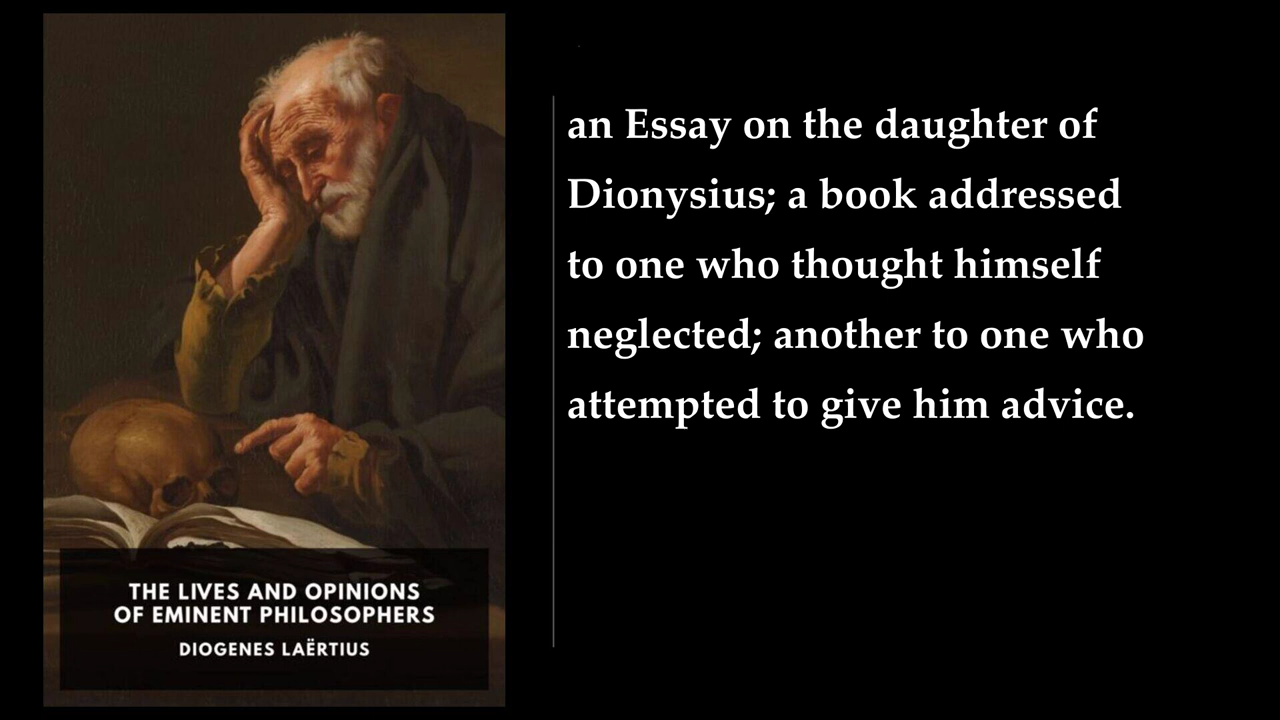 an Essay on the daughter of
Dionysius; a book addressed
to one who thought himself
neglected; another to one who
attempted to give him advice.
THE LIVES AND OPINIONS
OF EMINENT PHILOSOPHERS
DIOGENES LAËRTIUS